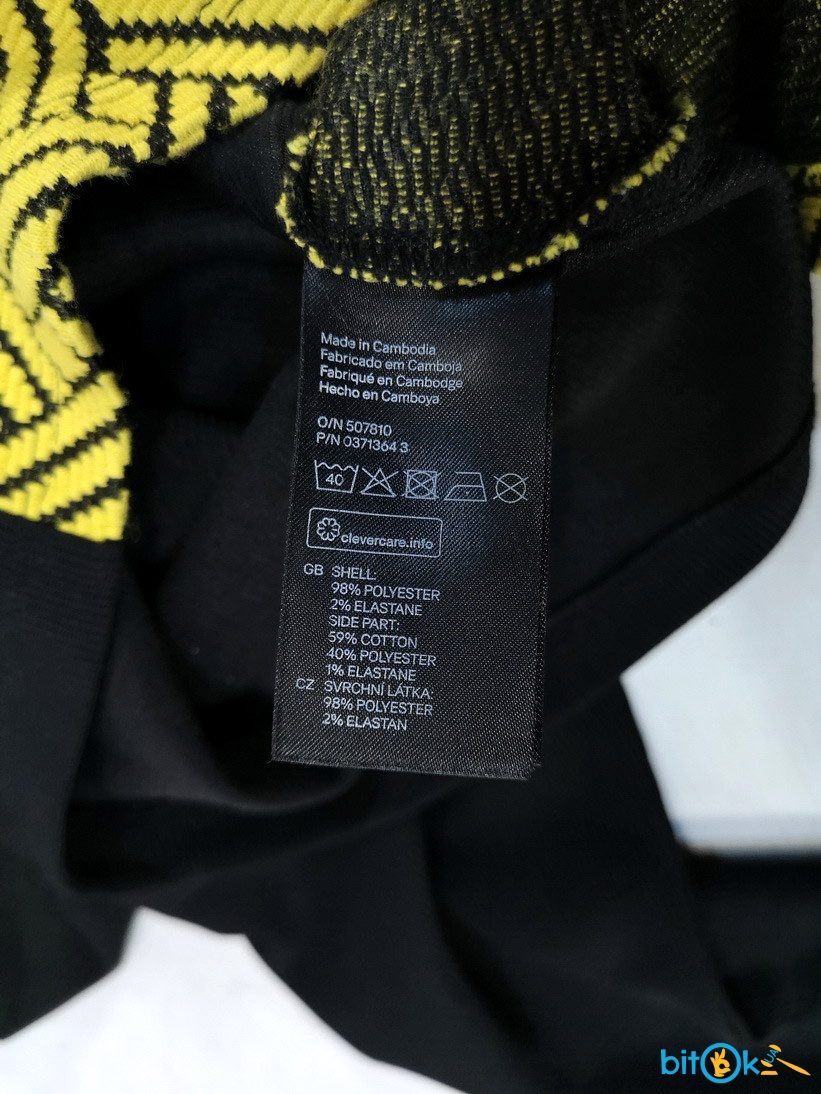 Made in Cambodia
Fabricado em Camboja
Fabriqué en Cambodge
Hecho en Camboya
O/N 507810
P/N 0371364 3
40
clevercare.info
GB SHELL:
98% POLYESTER
2% ELASTANE
SIDE PART:
59% COTTON
40% POLYESTER
1% ELASTANE
CZ SVRCHNÍ LÁTKA:
98% POLYESTER
2% ELASTAN
bitOk UA